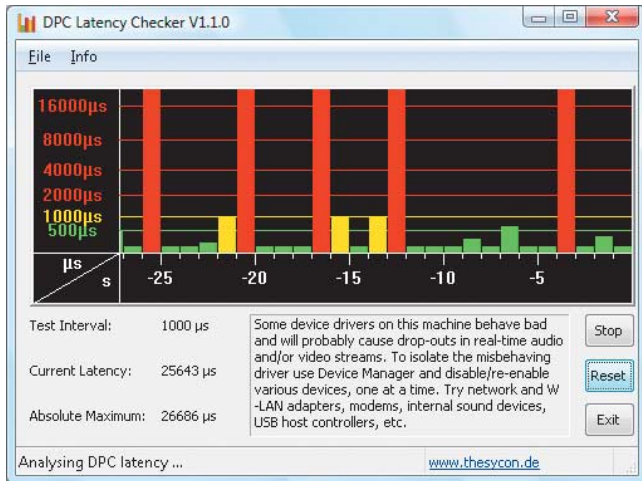 DPC Latency Checker V1.1.0
File Info
16000µs
8000µs
4000µs
2000µs
1000µs
500µs
µs
s
-25 -20 -15 -10 -5
Test Interval: 1000 µs
Current Latency: 25643 µs
Absolute Maximum: 26686 µs
Some device drivers on this machine behave bad
and will probably cause drop-outs in real-time audio
and/or video streams. To isolate the misbehaving
driver use Device Manager and disable/re-enable
various devices, one at a time. Try network and W
-LAN adapters, modems, internal sound devices,
USB host controllers, etc.
Stop
Reset
Exit
Analysing DPC latency ...
www.thesycon.de